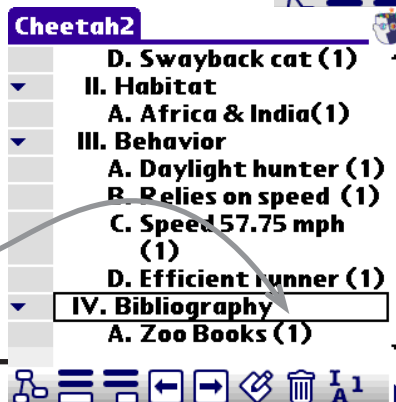 Cheetah2
D. Swayback cat (1)
II. Habitat
A. Africa & India(1)
III. Behavior
A. Daylight hunter (1)
B. Relies on speed (1)
C. Speed 57.75 mph
(1)
D. Efficient runner (1)
IV. Bibliography
A. Zoo Books (1)
I A 1